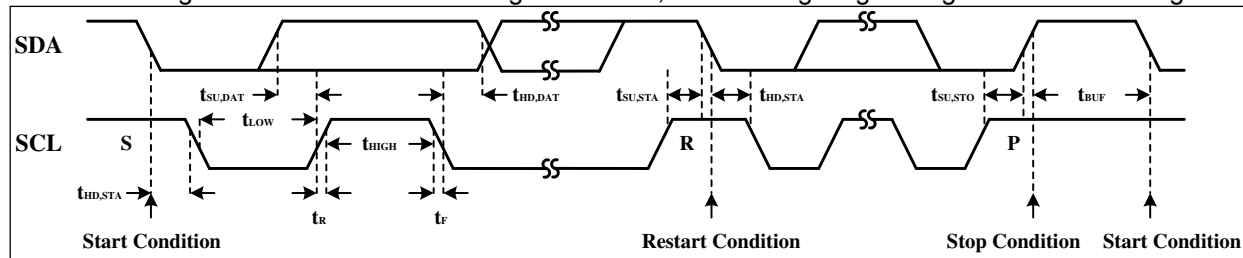 SDA
tSU,DAT
tHD,DAT
tSU,STA
tHD,STA
tSU,STO
tBUF
tLOW
SCL
S
tHIGH
R
P
tHD,STA
tR
tF
Start Condition
Restart Condition
Stop Condition
Start Condition